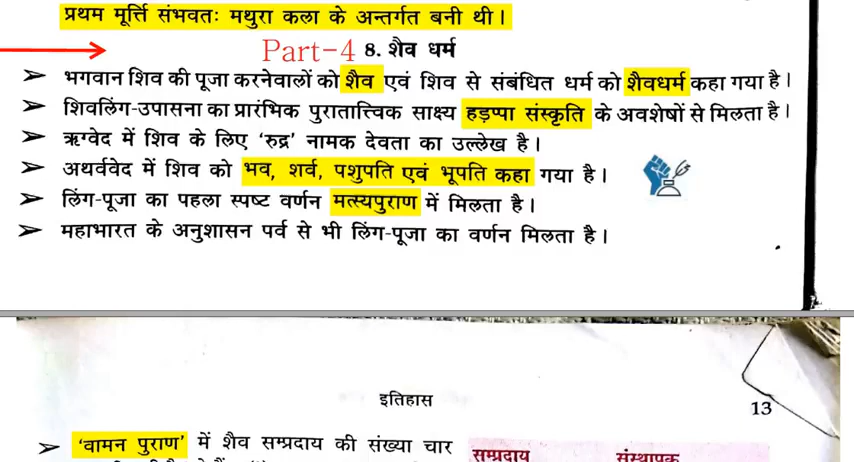 प्रथम मूर्त्ति संभवतः मथुरा कला के अन्तर्गत बनी थी।
Part-4 8. शैव धर्म
➢ भगवान शिव की पूजा करनेवालों को शैव एवं शिव से संबंधित धर्म को शैवधर्म कहा गया है।
➢ शिवलिंग-उपासना का प्रारंभिक पुरातात्त्विक साक्ष्य हड़प्पा संस्कृति के अवशेषों से मिलता है।
➢ ऋग्वेद में शिव के लिए ‘रुद्र’ नामक देवता का उल्लेख है।
➢ अथर्ववेद में शिव को भव, शर्व, पशुपति एवं भूपति कहा गया है।
➢ लिंग-पूजा का पहला स्पष्ट वर्णन मत्स्यपुराण में मिलता है।
➢ महाभारत के अनुशासन पर्व से भी लिंग-पूजा का वर्णन मिलता है।
इतिहास
13
➢ ‘वामन पुराण’ में शैव सम्प्रदाय की संख्या चार
सम्प्रदाय संस्थापक